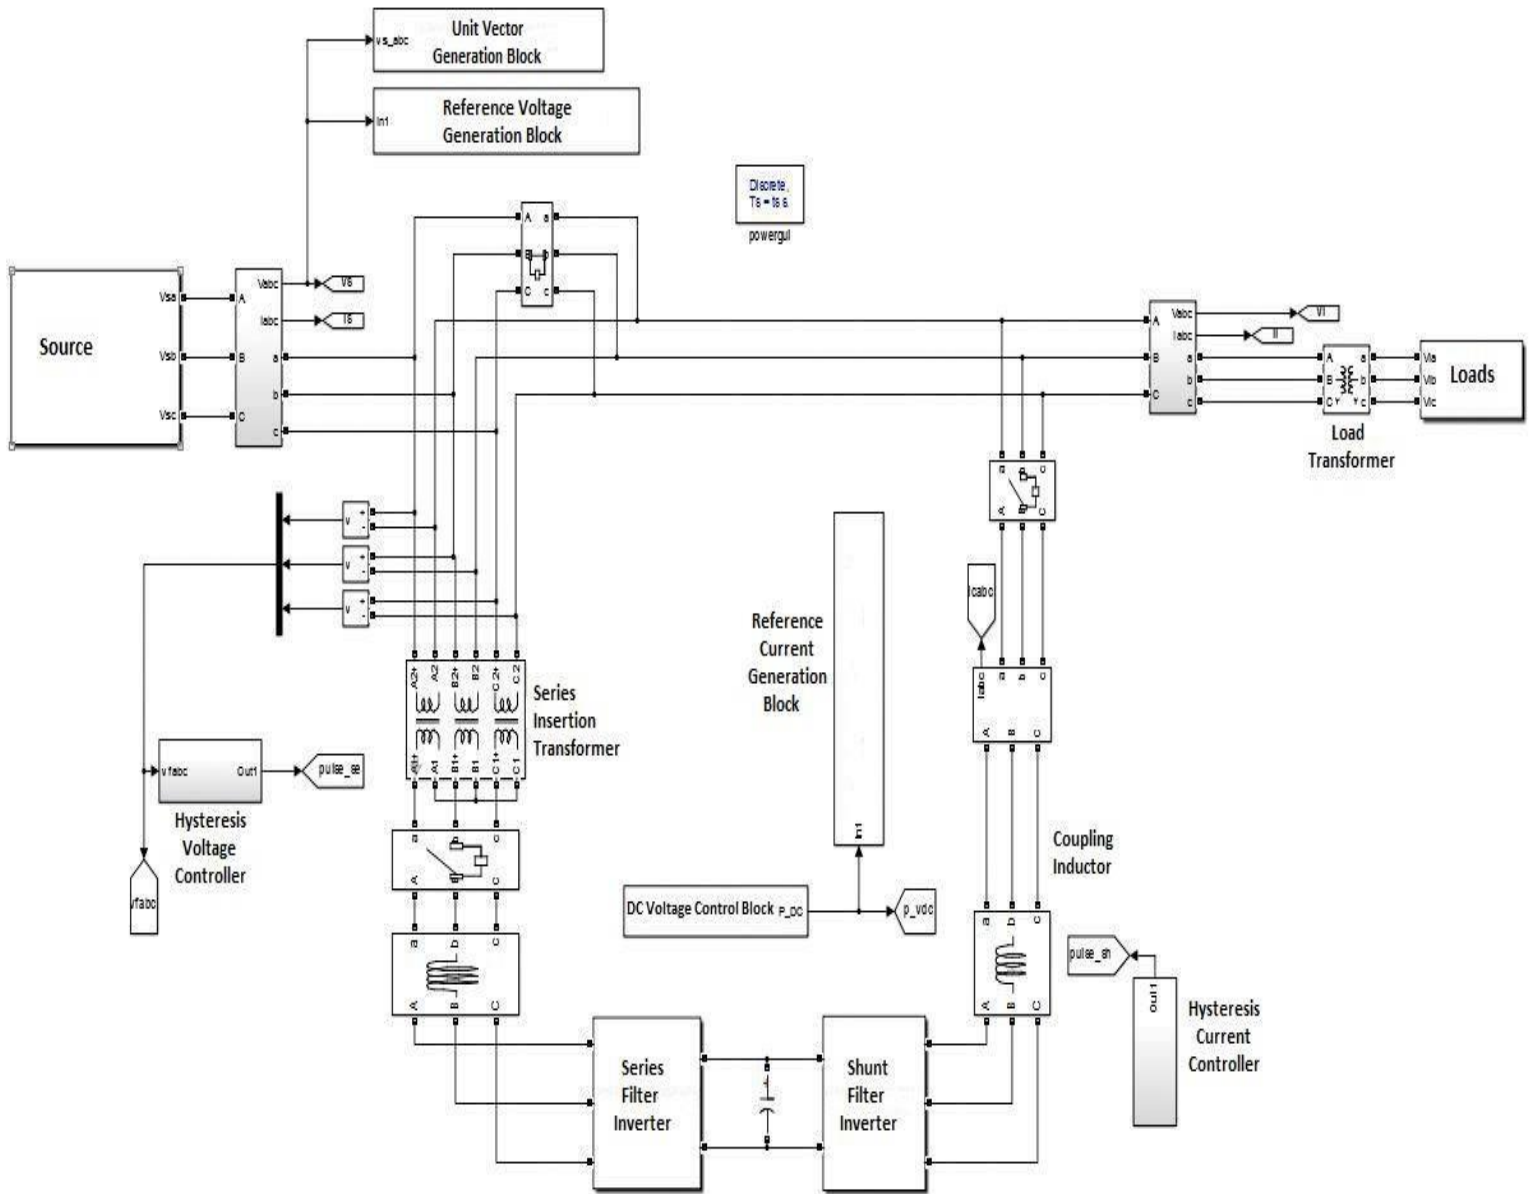 Unit Vector
Generation Block
vs_abc
Reference Voltage
Generation Block
In1
Discrete,
Ts = ts s.
powergui
A a
B b
C c
Source
Vsa
Vsb
Vsc
A
B
C
Vabc
Iabc
a
b
c
A
B
C
Vabc
Iabc
a
b
c
Vl
Il
A a
B b
C c
Y Y
Load
Transformer
Vla
Vlb
Vlc
Loads
v + -
v + -
v + -
a c
A B C
Icabc
Iabc a b c
A B C
Reference
Current
Generation
Block
In1
A2+ A2 B2+ B2 C2+ C2
A1+ A1 B1+ B1 C1+ C1
Series
Insertion
Transformer
vfabc Out1
pulse_se
Hysteresis
Voltage
Controller
vfabc
a c
A B C
a b c
A B C
DC Voltage Control Block P_DC
p_vdc
Coupling
Inductor
a b c
A B C
pulse_sh
Out1
Hysteresis
Current
Controller
Series
Filter
Inverter
+
Shunt
Filter
Inverter